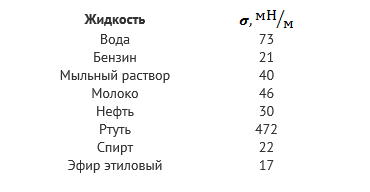 Жидкость σ, мН/м
Вода 73
Бензин 21
Мыльный раствор 40
Молоко 46
Нефть 30
Ртуть 472
Спирт 22
Эфир этиловый 17